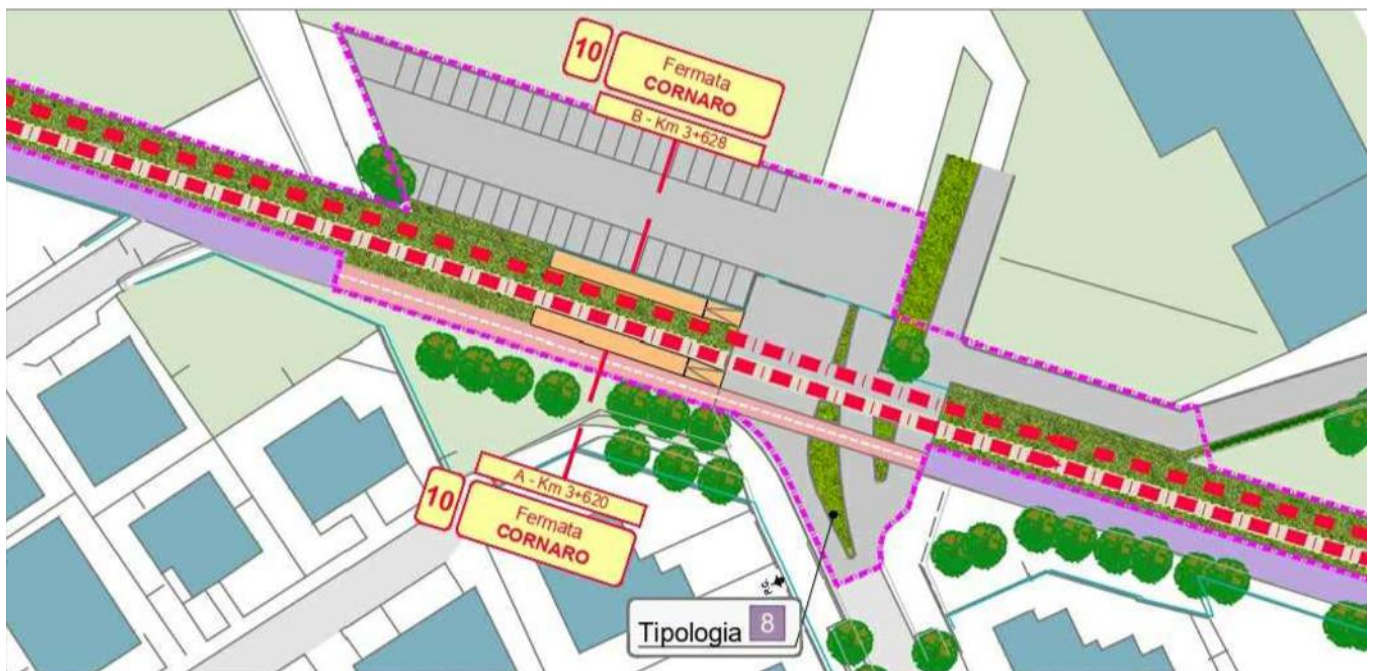 10
Fermata
CORNARO
B - Km 3+628
A - Km 3+620
10
Fermata
CORNARO
P.C.
Tipologia 8